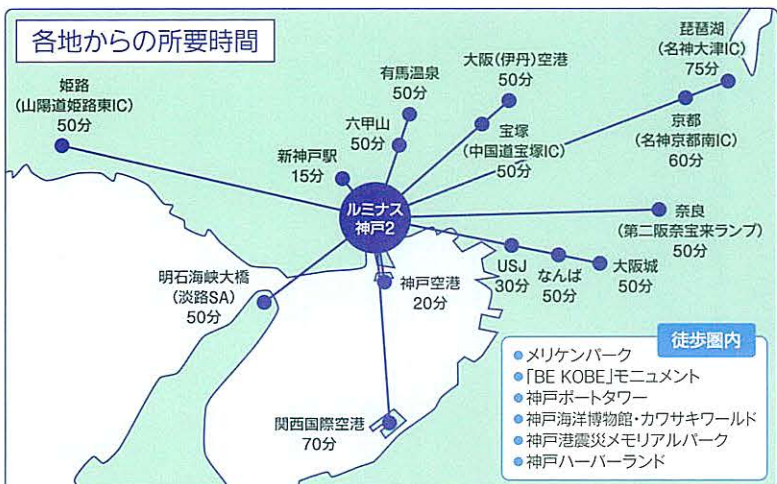 各地からの所要時間
姫路
(山陽道姫路東IC)
50分
新神戸駅
15分
六甲山
50分
有馬温泉
50分
大阪(伊丹)空港
50分
宝塚
(中国道宝塚IC)
50分
琵琶湖
(名神大津IC)
75分
京都
(名神京都南IC)
60分
ルミナス
神戸2
奈良
(第二阪奈宝来ランプ)
50分
USJ
30分
なんば
50分
大阪城
50分
明石海峡大橋
(淡路SA)
50分
神戸空港
20分
関西国際空港
70分
徒歩圏内
メリケンパーク
「BE KOBE」モニュメント
神戸ポートタワー
神戸海洋博物館・カワサキワールド
神戸港震災メモリアルパーク
神戸ハーバーランド